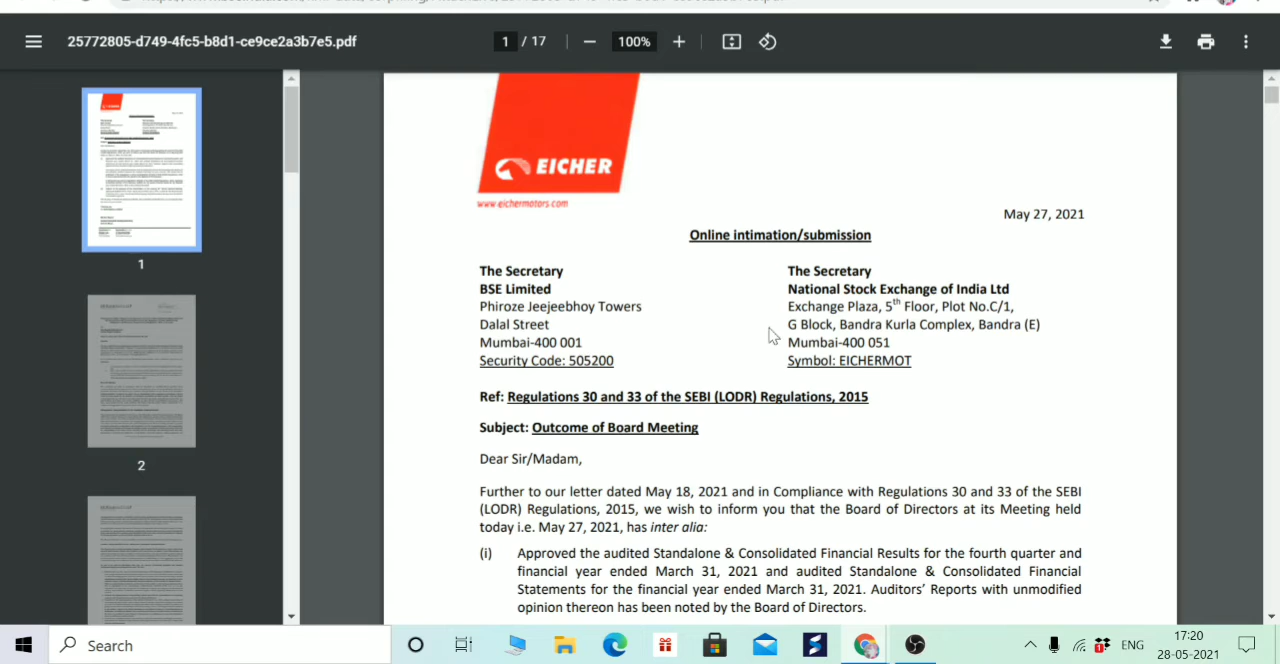 25772805-d749-4fc5-b8d1-ce9ce2a3b7e5.pdf
1 / 17
100%
EICHER
www.eichermotors.com
May 27, 2021
Online intimation/submission
The Secretary
BSE Limited
Phiroze Jeejeebhoy Towers
Dalal Street
Mumbai-400 001
Security Code: 505200
The Secretary
National Stock Exchange of India Ltd
Exchange Plaza, 5th Floor, Plot No.C/1,
G Block, Bandra Kurla Complex, Bandra (E)
Mumbai-400 051
Symbol: EICHERMOT
Ref: Regulations 30 and 33 of the SEBI (LODR) Regulations, 2015
Subject: Outcome of Board Meeting
Dear Sir/Madam,
Further to our letter dated May 18, 2021 and in Compliance with Regulations 30 and 33 of the SEBI
(LODR) Regulations, 2015, we wish to inform you that the Board of Directors at its Meeting held
today i.e. May 27, 2021, has inter alia:
(i) Approved the audited Standalone & Consolidated Financial Results for the fourth quarter and
financial year ended March 31, 2021 and audited Standalone & Consolidated Financial
Statements for the financial year ended March 31, 2021. Auditors' Reports with unmodified
opinion thereon has been noted by the Board of Directors.
1
2
Search
ENG
17:20
28-05-2021